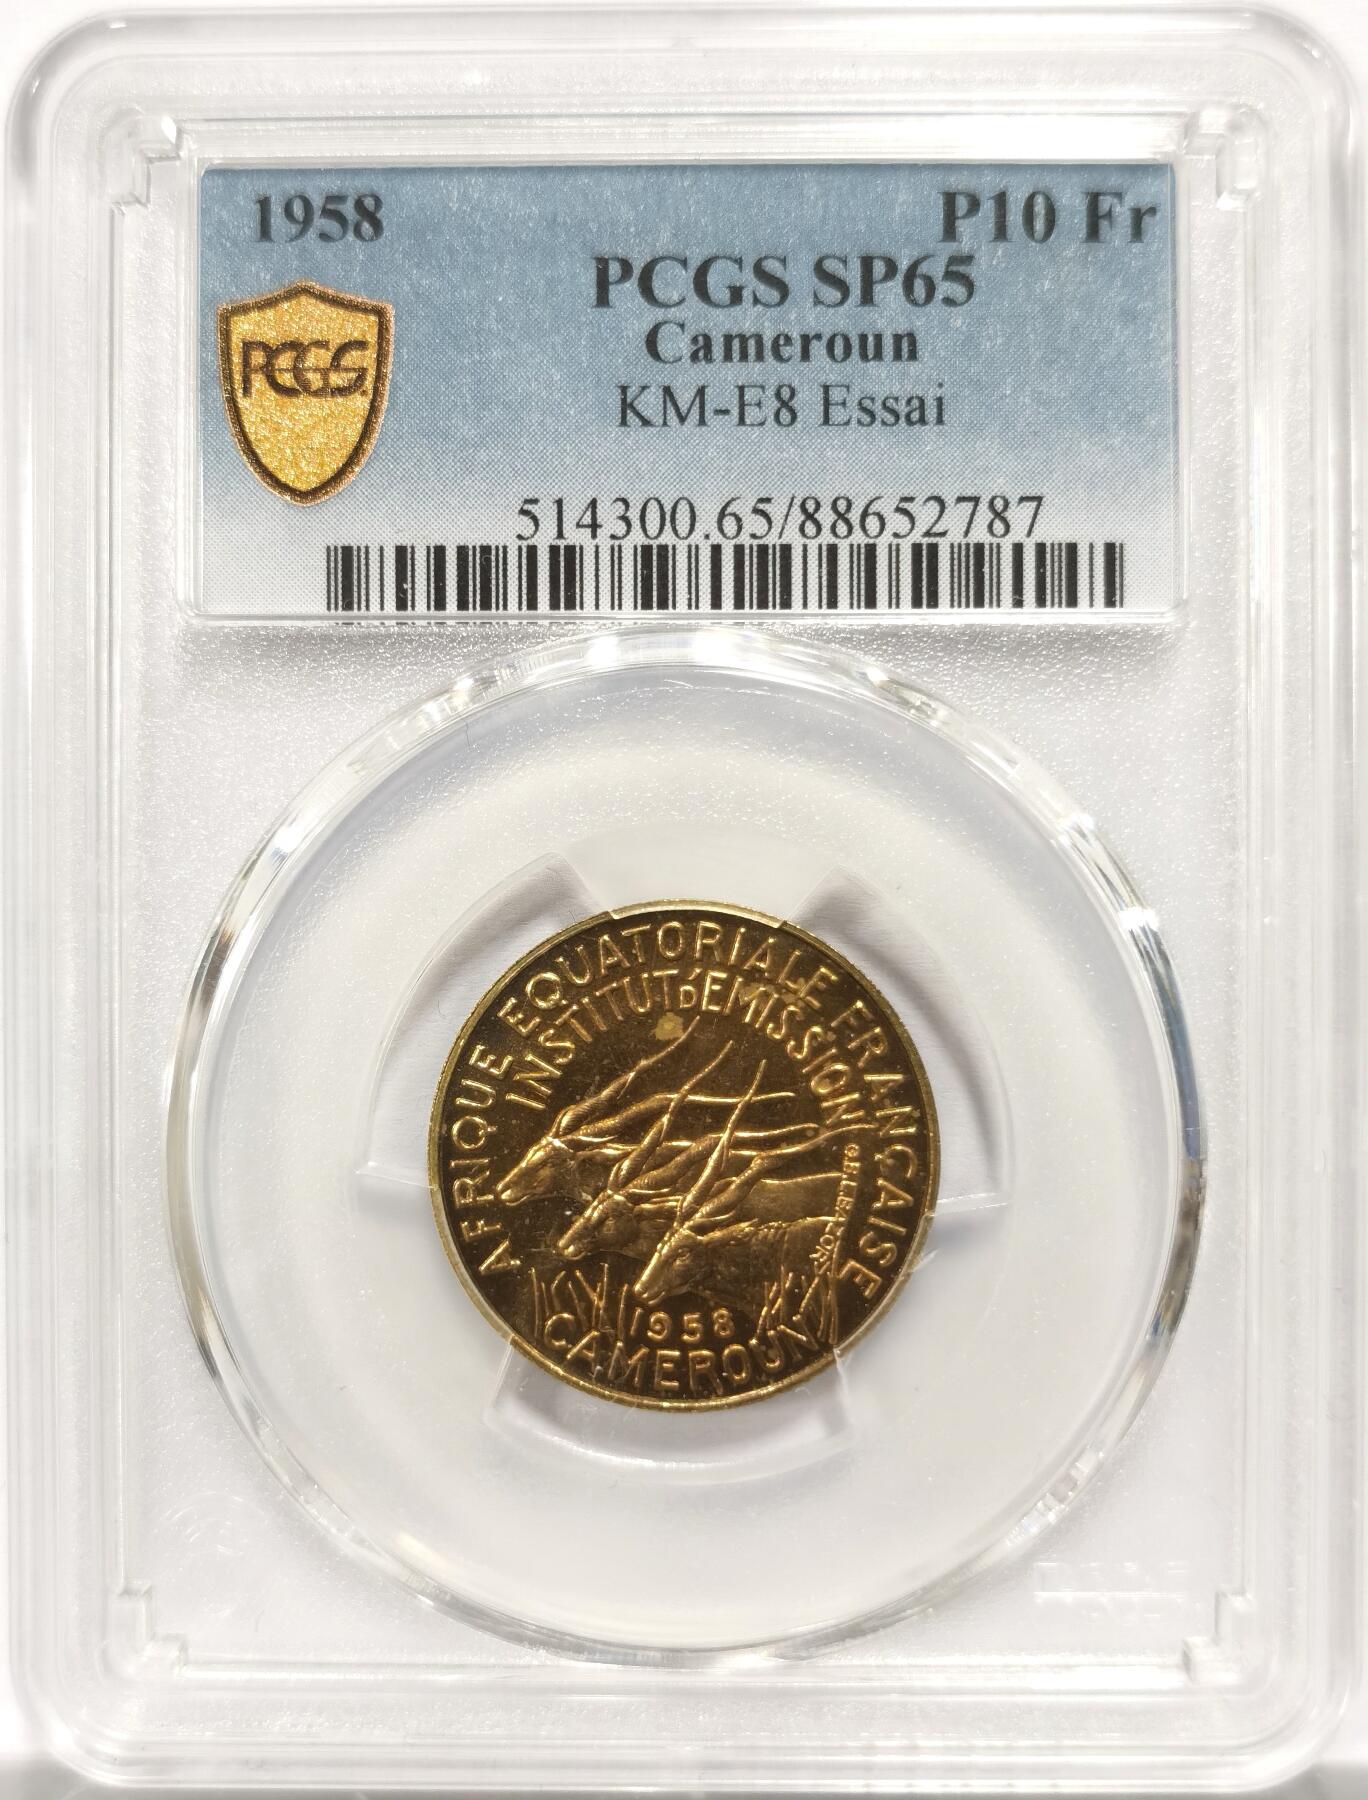 1958
P10 Fr
PCGS SP65
Cameroun
KM-E8 Essai
PCGS
514300.65/88652787
AFRIQUE EQUATORIALE FRANÇAISE
INSTITUT D'EMISSION
1958
CAMEROUN